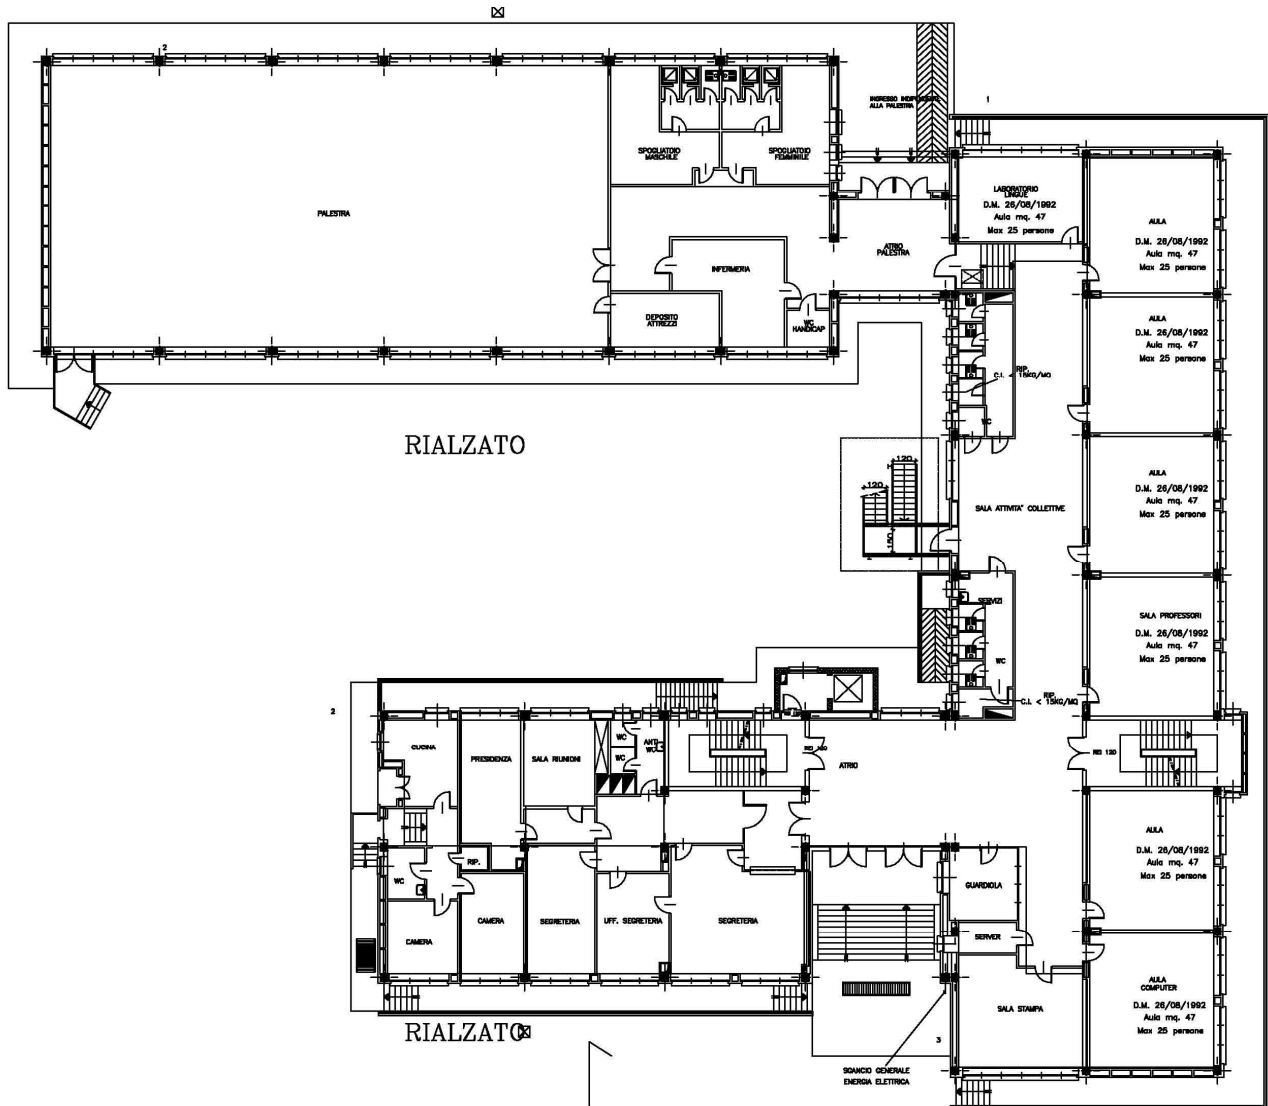 2
1
INGRESSO INDIPENDENTE
ALLA PALESTRA
SPOGLIATOIO
MASCHILE
SPOGLIATOIO
FEMMINILE
PALESTRA
LABORATORIO
LINGUE
D.M. 26/08/1992
Aula mq. 47
Max 25 persone
AULA
D.M. 26/08/1992
Aula mq. 47
Max 25 persone
ATRIO
PALESTRA
INFERMERIA
DEPOSITO
ATTREZZI
WC
HANDICAP
AULA
D.M. 26/08/1992
Aula mq. 47
Max 25 persone
RIP.
C.I. < 15KG/MQ
WC
RIALZATO
120
120
150
AULA
D.M. 26/08/1992
Aula mq. 47
Max 25 persone
SALA ATTIVITA' COLLETTIVE
SERVIZI
WC
SALA PROFESSORI
D.M. 26/08/1992
Aula mq. 47
Max 25 persone
RIP.
C.I. < 15KG/MQ
2
CUCINA
PRESIDENZA
SALA RIUNIONI
WC
WC
ANTI
WC
ATRIO
REI 120
AULA
D.M. 26/08/1992
Aula mq. 47
Max 25 persone
RIP.
WC
CAMERA
CAMERA
SEGRETERIA
UFF. SEGRETERIA
SEGRETERIA
GUARDIOLA
SERVER
AULA
COMPUTER
D.M. 26/08/1992
Aula mq. 47
Max 25 persone
SALA STAMPA
RIALZATO
3
SGANCIO GENERALE
ENERGIA ELETTRICA